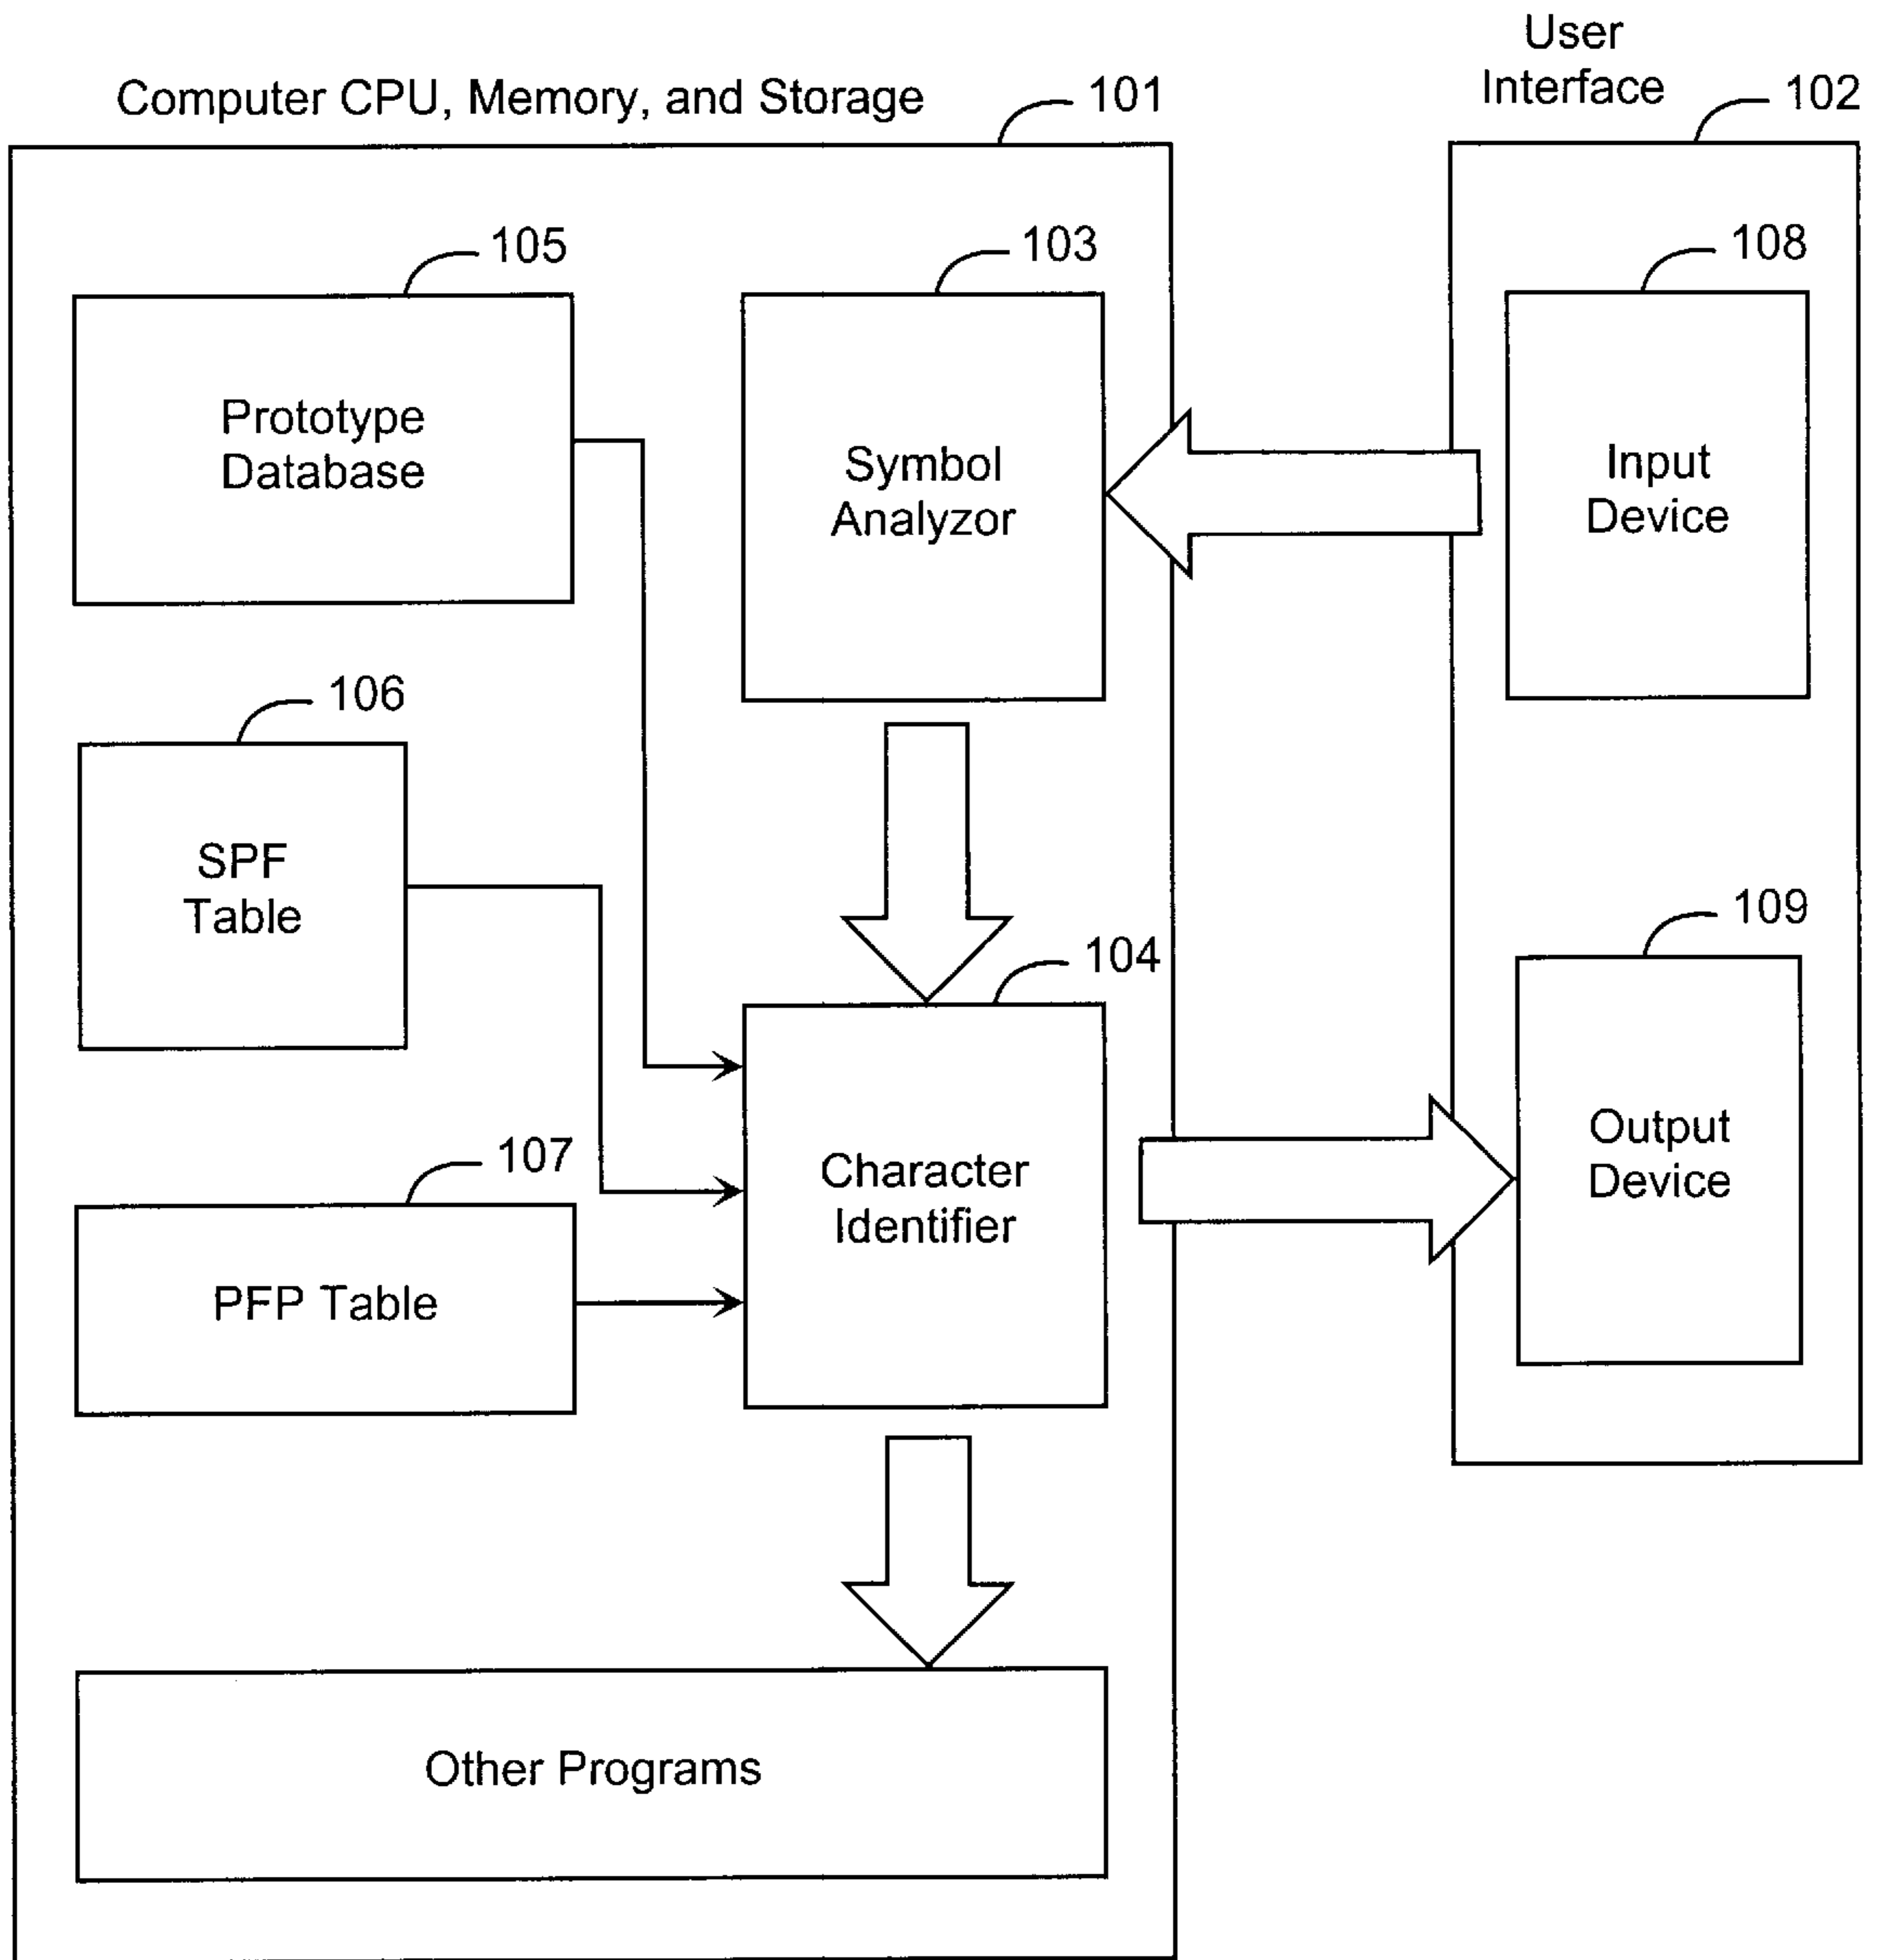 User
Interface
Computer CPU, Memory, and Storage
101
102
105
103
108
Prototype
Database
Symbol
Analyzor
Input
Device
106
SPF
Table
109
104
107
Character
Identifier
Output
Device
PFP Table
Other Programs